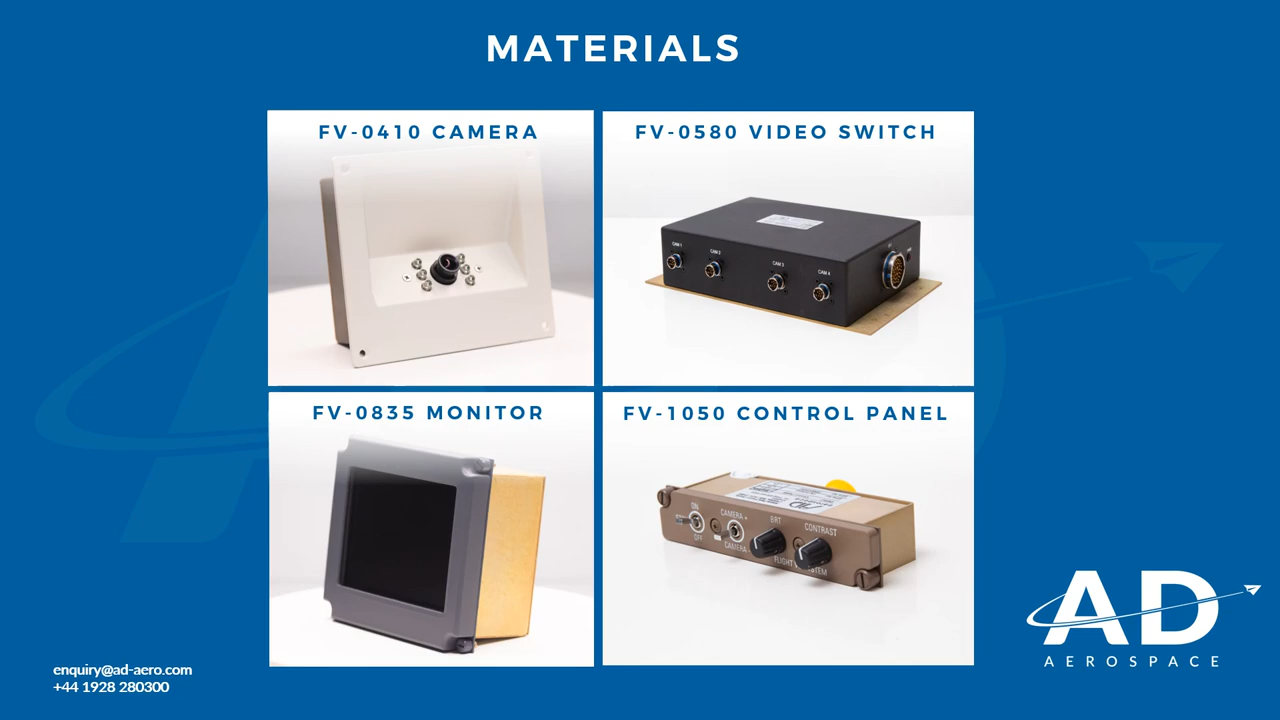 MATERIALS
FV-0410 CAMERA
FV-0580 VIDEO SWITCH
CAM 1
CAM 2
CAM 3
CAM 4
FV-0835 MONITOR
FV-1050 CONTROL PANEL
ON
OFF
CAMERA +
CAMERA
BRT
CONTRAST
FLIGHT
AD
AEROSPACE
enquiry@ad-aero.com
+44 1928 280300